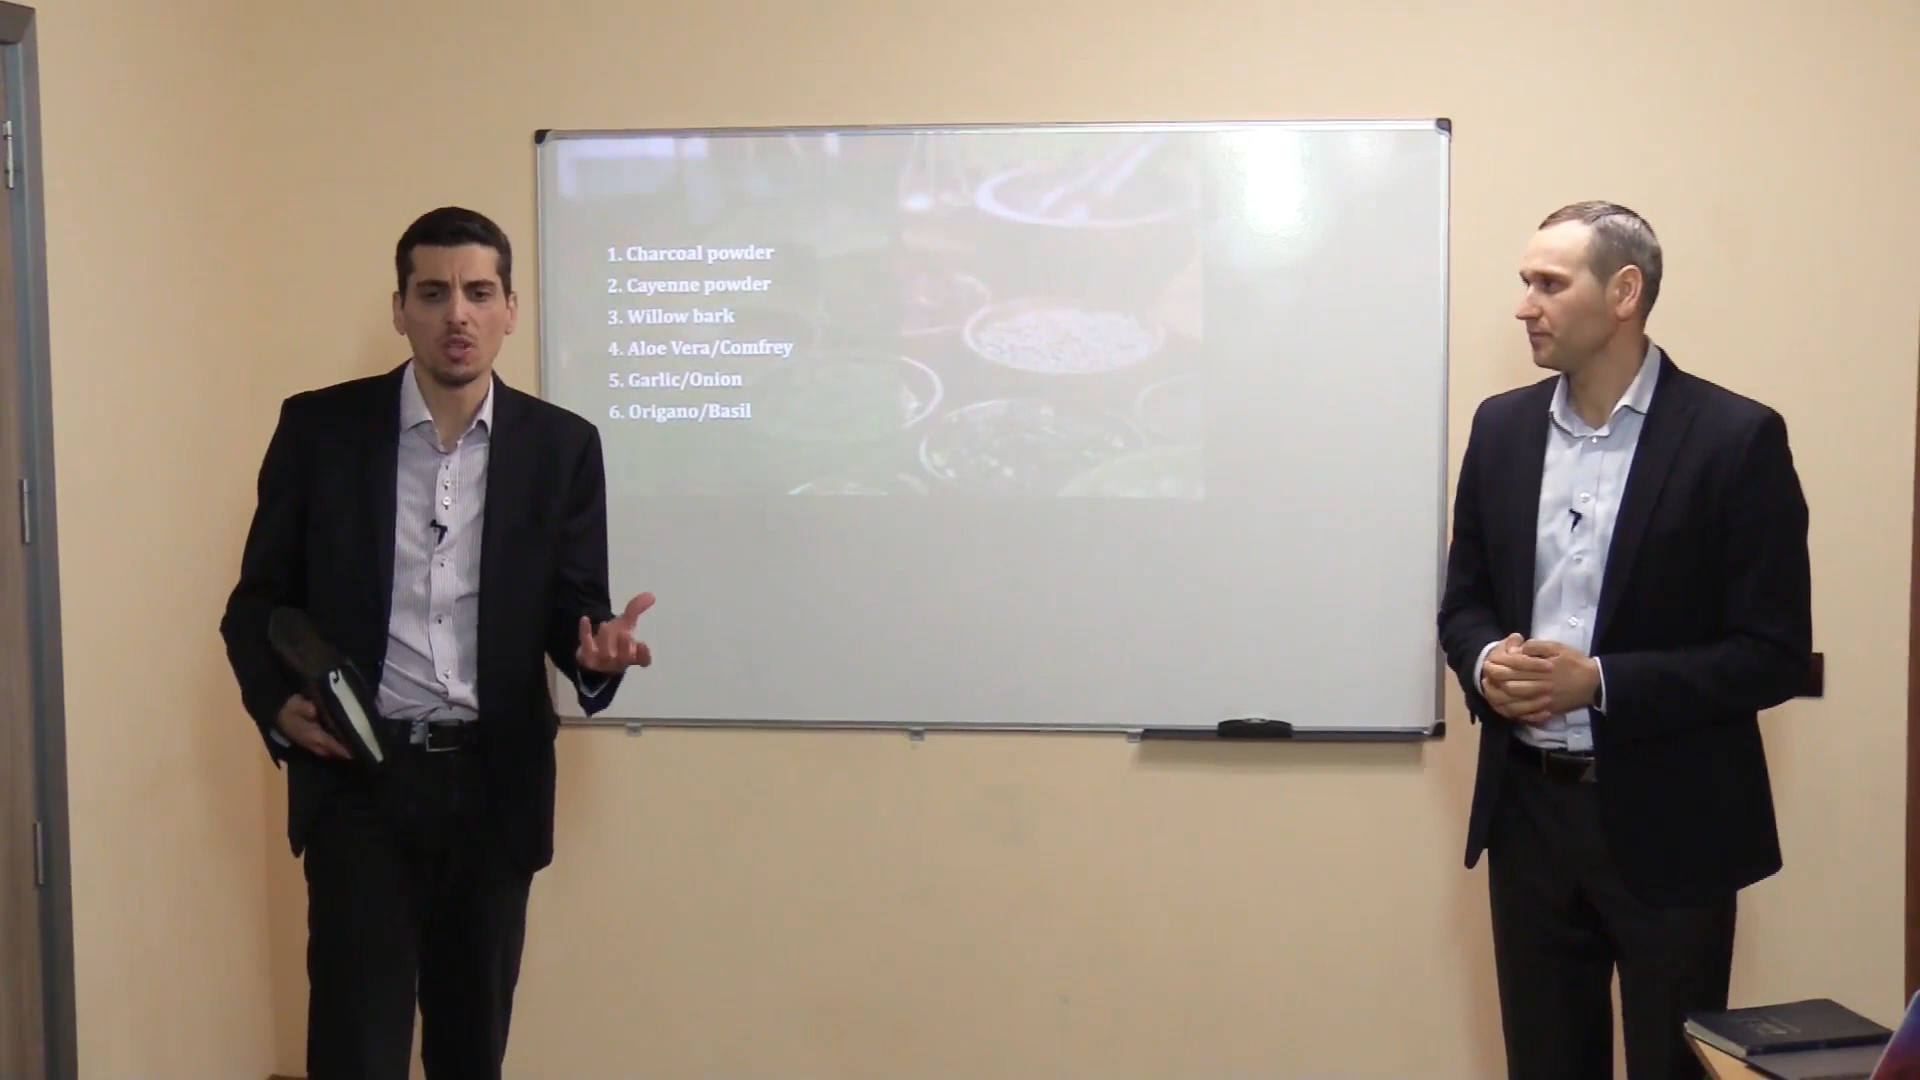 1. Charcoal powder
2. Cayenne powder
3. Willow bark
4. Aloe Vera/Comfrey
5. Garlic/Onion
6. Origano/Basil